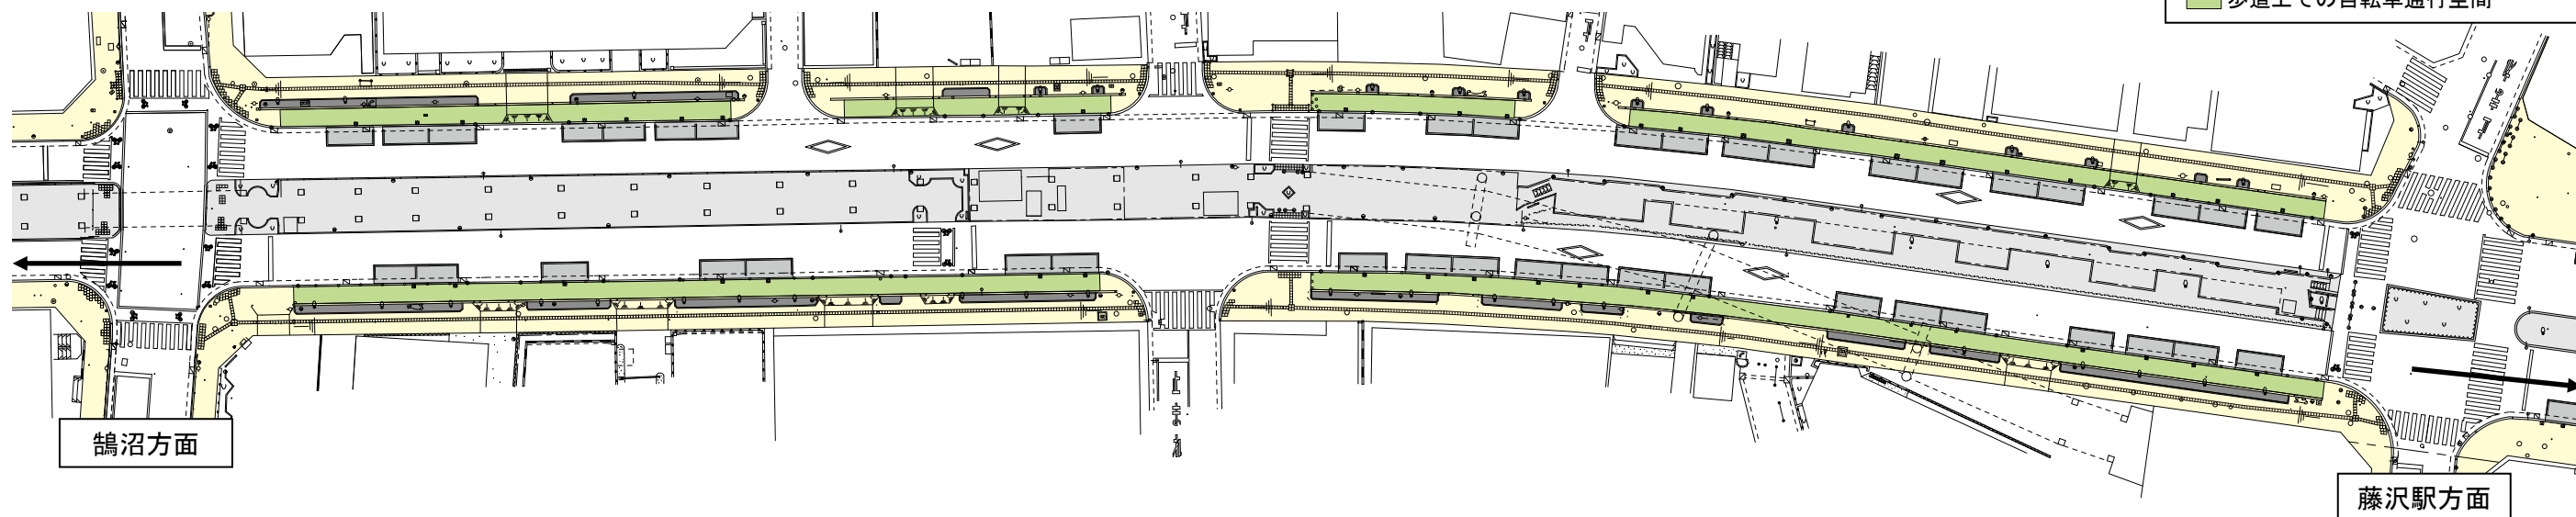 歩道上での自転車通行空間
鵠沼方面
藤沢駅方面